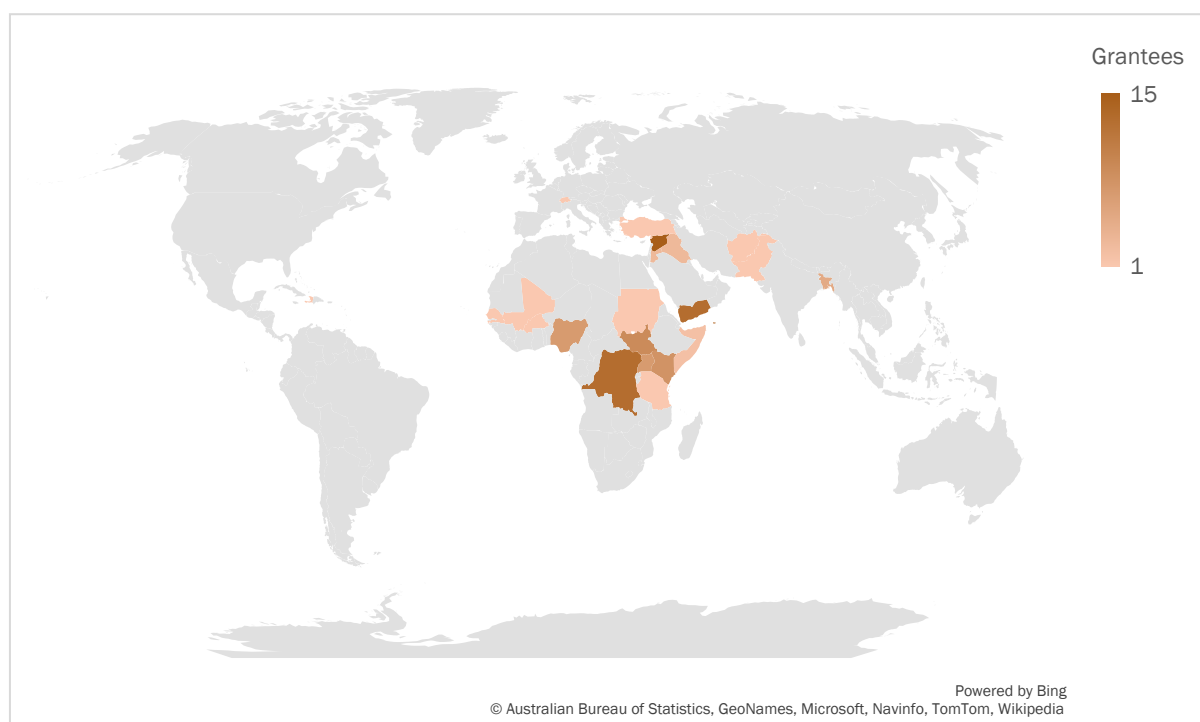 Grantees
15
1
Powered by Bing
© Australian Bureau of Statistics, GeoNames, Microsoft, Navinfo, TomTom, Wikipedia